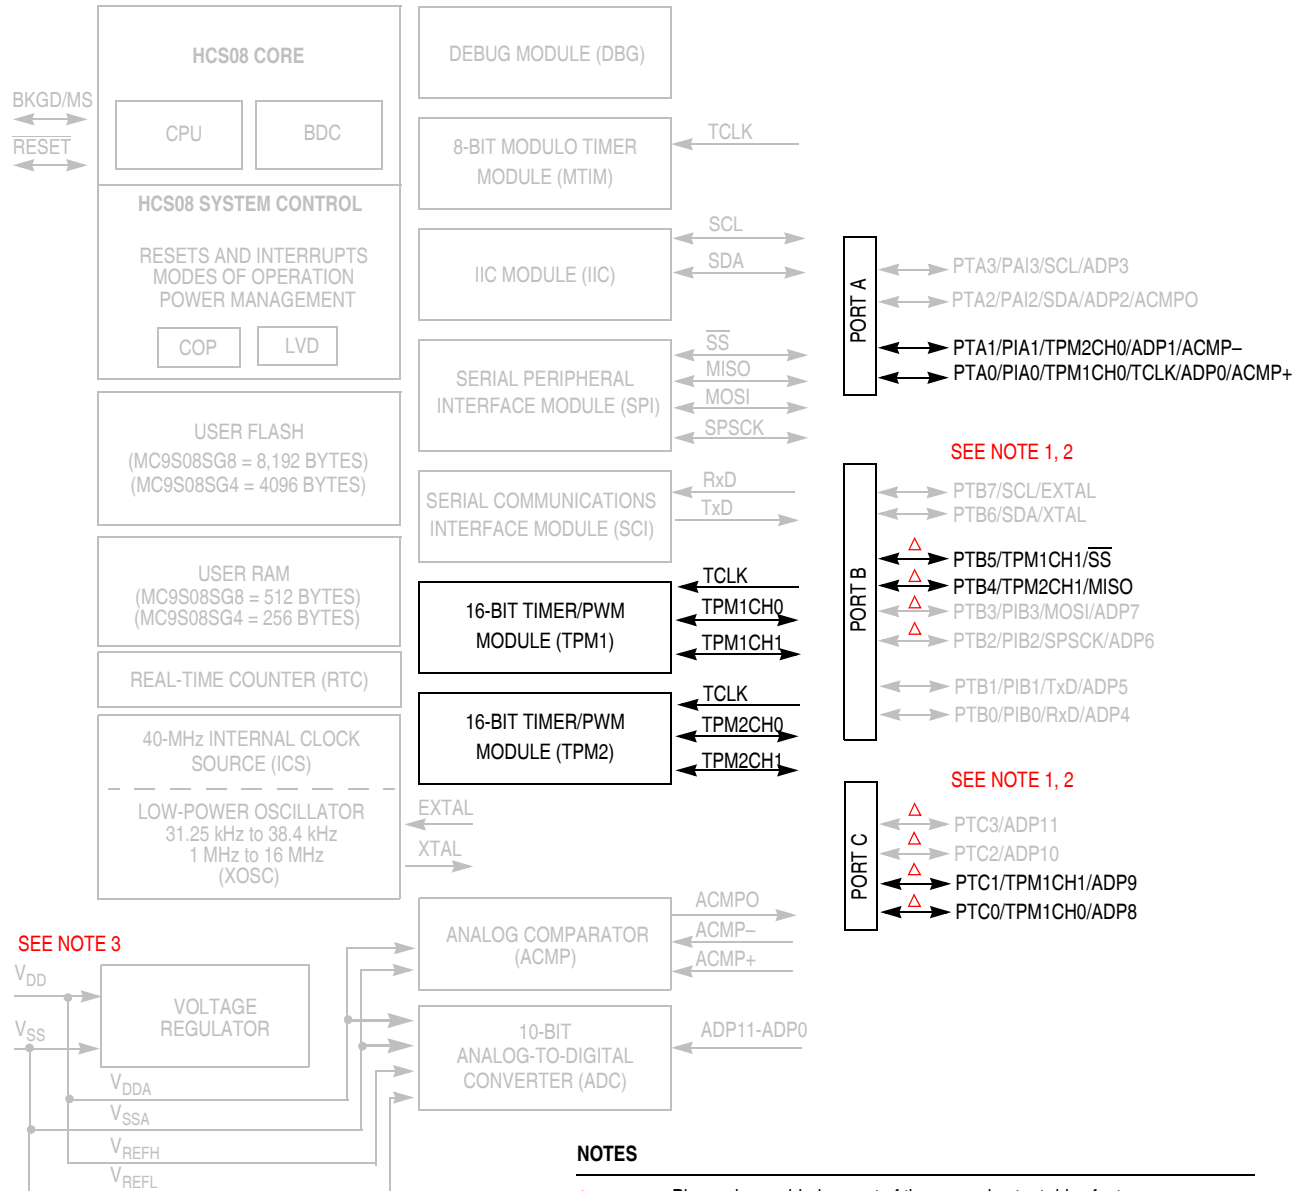 HCS08 CORE
BKGD/MS
RESET
CPU
BDC
HCS08 SYSTEM CONTROL
RESETS AND INTERRUPTS
MODES OF OPERATION
POWER MANAGEMENT
COP
LVD
USER FLASH
(MC9S08SG8 = 8,192 BYTES)
(MC9S08SG4 = 4096 BYTES)
USER RAM
(MC9S08SG8 = 512 BYTES)
(MC9S08SG4 = 256 BYTES)
REAL-TIME COUNTER (RTC)
40-MHz INTERNAL CLOCK
SOURCE (ICS)
LOW-POWER OSCILLATOR
31.25 kHz to 38.4 kHz
1 MHz to 16 MHz
(XOSC)
EXTAL
XTAL
SEE NOTE 3
VDD
VSS
VOLTAGE
REGULATOR
VDDA
VSSA
VREFH
VREFL
DEBUG MODULE (DBG)
8-BIT MODULO TIMER
MODULE (MTIM)
TCLK
IIC MODULE (IIC)
SCL
SDA
SERIAL PERIPHERAL
INTERFACE MODULE (SPI)
SS
MISO
MOSI
SPSCK
SERIAL COMMUNICATIONS
INTERFACE MODULE (SCI)
RxD
TxD
16-BIT TIMER/PWM
MODULE (TPM1)
TCLK
TPM1CH0
TPM1CH1
16-BIT TIMER/PWM
MODULE (TPM2)
TCLK
TPM2CH0
TPM2CH1
ANALOG COMPARATOR
(ACMP)
ACMPO
ACMP–
ACMP+
10-BIT
ANALOG-TO-DIGITAL
CONVERTER (ADC)
ADP11-ADP0
PORT A
PTA3/PAI3/SCL/ADP3
PTA2/PAI2/SDA/ADP2/ACMPO
PTA1/PIA1/TPM2CH0/ADP1/ACMP–
PTA0/PIA0/TPM1CH0/TCLK/ADP0/ACMP+
SEE NOTE 1, 2
PORT B
PTB7/SCL/EXTAL
PTB6/SDA/XTAL
PTB5/TPM1CH1/SS
PTB4/TPM2CH1/MISO
PTB3/PIB3/MOSI/ADP7
PTB2/PIB2/SPSCK/ADP6
PTB1/PIB1/TxD/ADP5
PTB0/PIB0/RxD/ADP4
SEE NOTE 1, 2
PORT C
PTC3/ADP11
PTC2/ADP10
PTC1/TPM1CH1/ADP9
PTC0/TPM1CH0/ADP8
NOTES